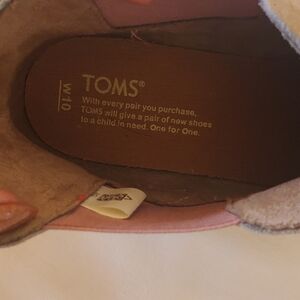 TOMS®
With every pair you purchase,
TOMS will give a pair of new shoes
to a child in need. One for One.
W10